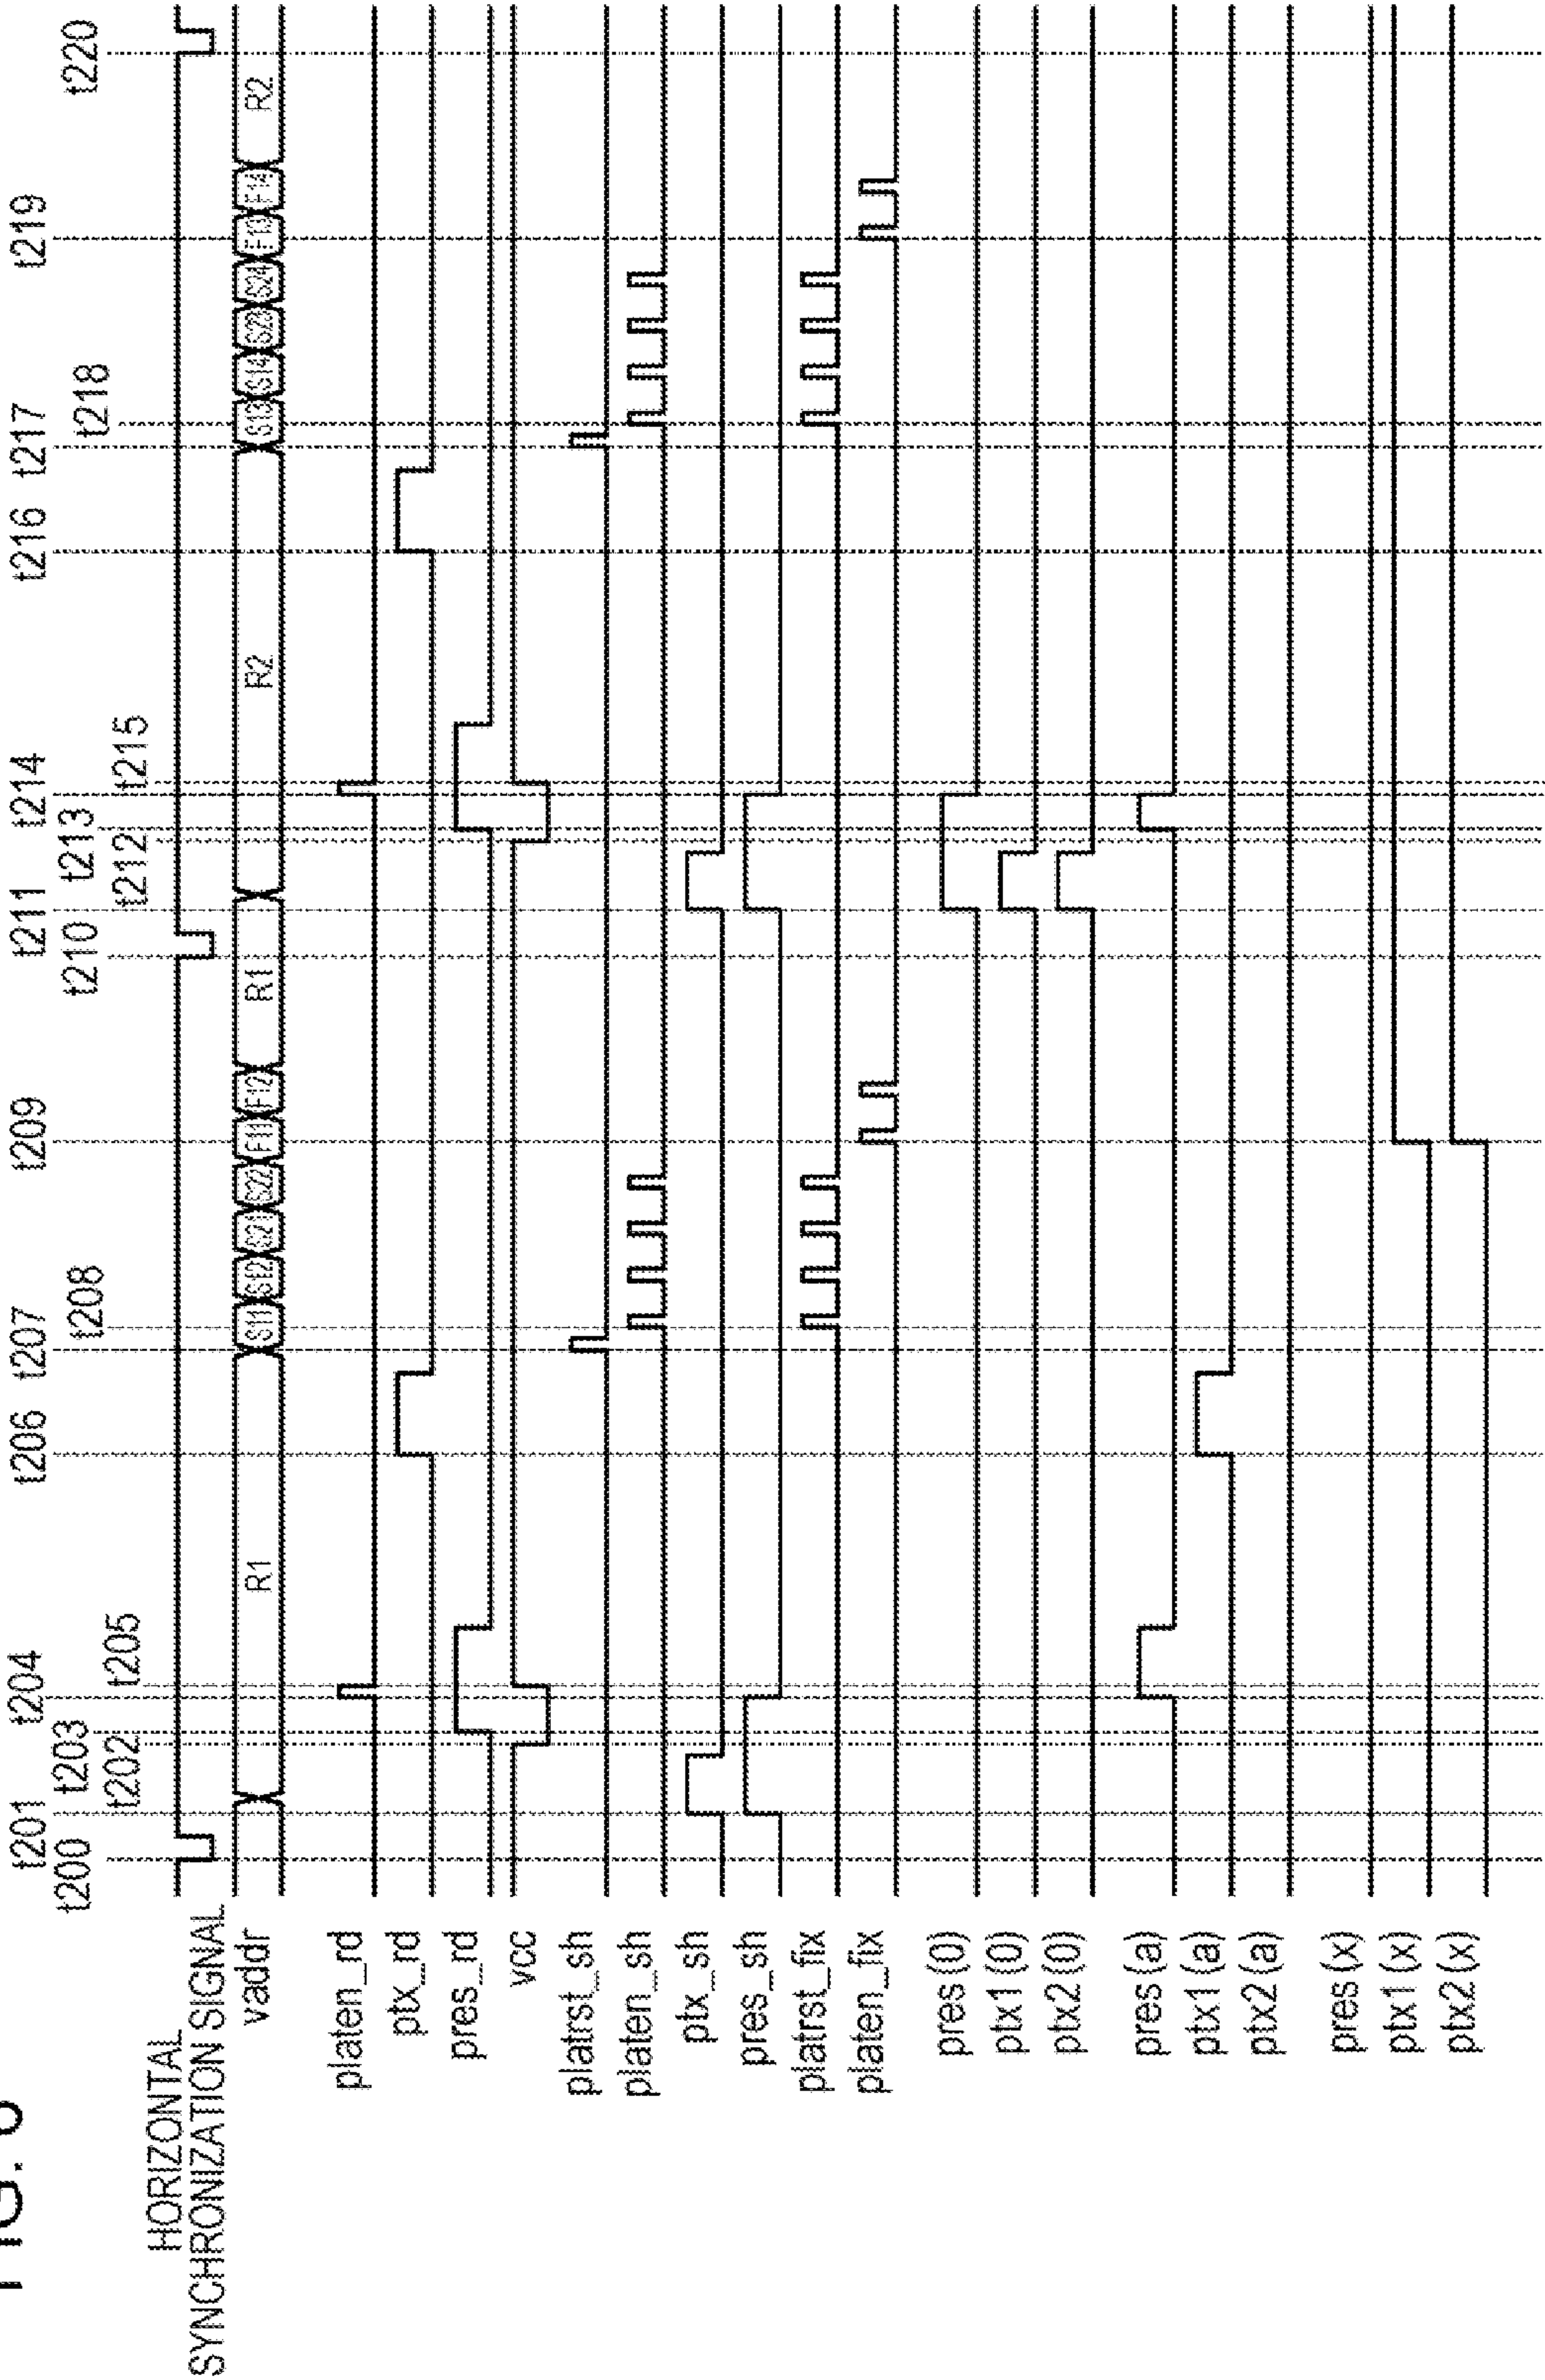 FIG. 6
t201 t204 t206 t207 t209 t211 t214 t216 t217 t219
t200 t203 t208 t210 t213 t218 t220
t202 t205 t212 t215
HORIZONTAL
SYNCHRONIZATION SIGNAL
vaddr R1 S11 S12 S21 S22 F11 F12 R1 R2 S13 S14 S23 S24 F13 F14 R2
platen_rd
ptx_rd
pres_rd
vcc
platrst_sh
platen_sh
ptx_sh
pres_sh
platrst_fix
platen_fix
pres (0)
ptx1 (0)
ptx2 (0)
pres (a)
ptx1 (a)
ptx2 (a)
pres (x)
ptx1 (x)
ptx2 (x)